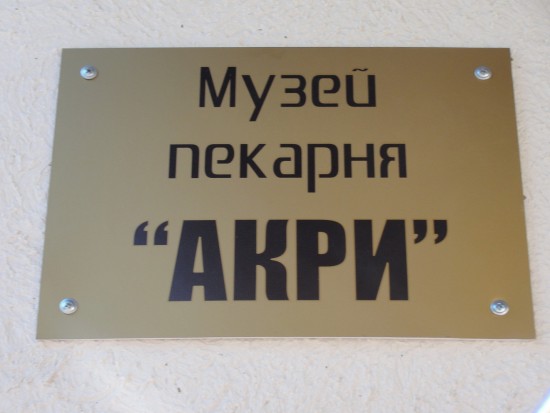 Музей
пекарня
“АКРИ”